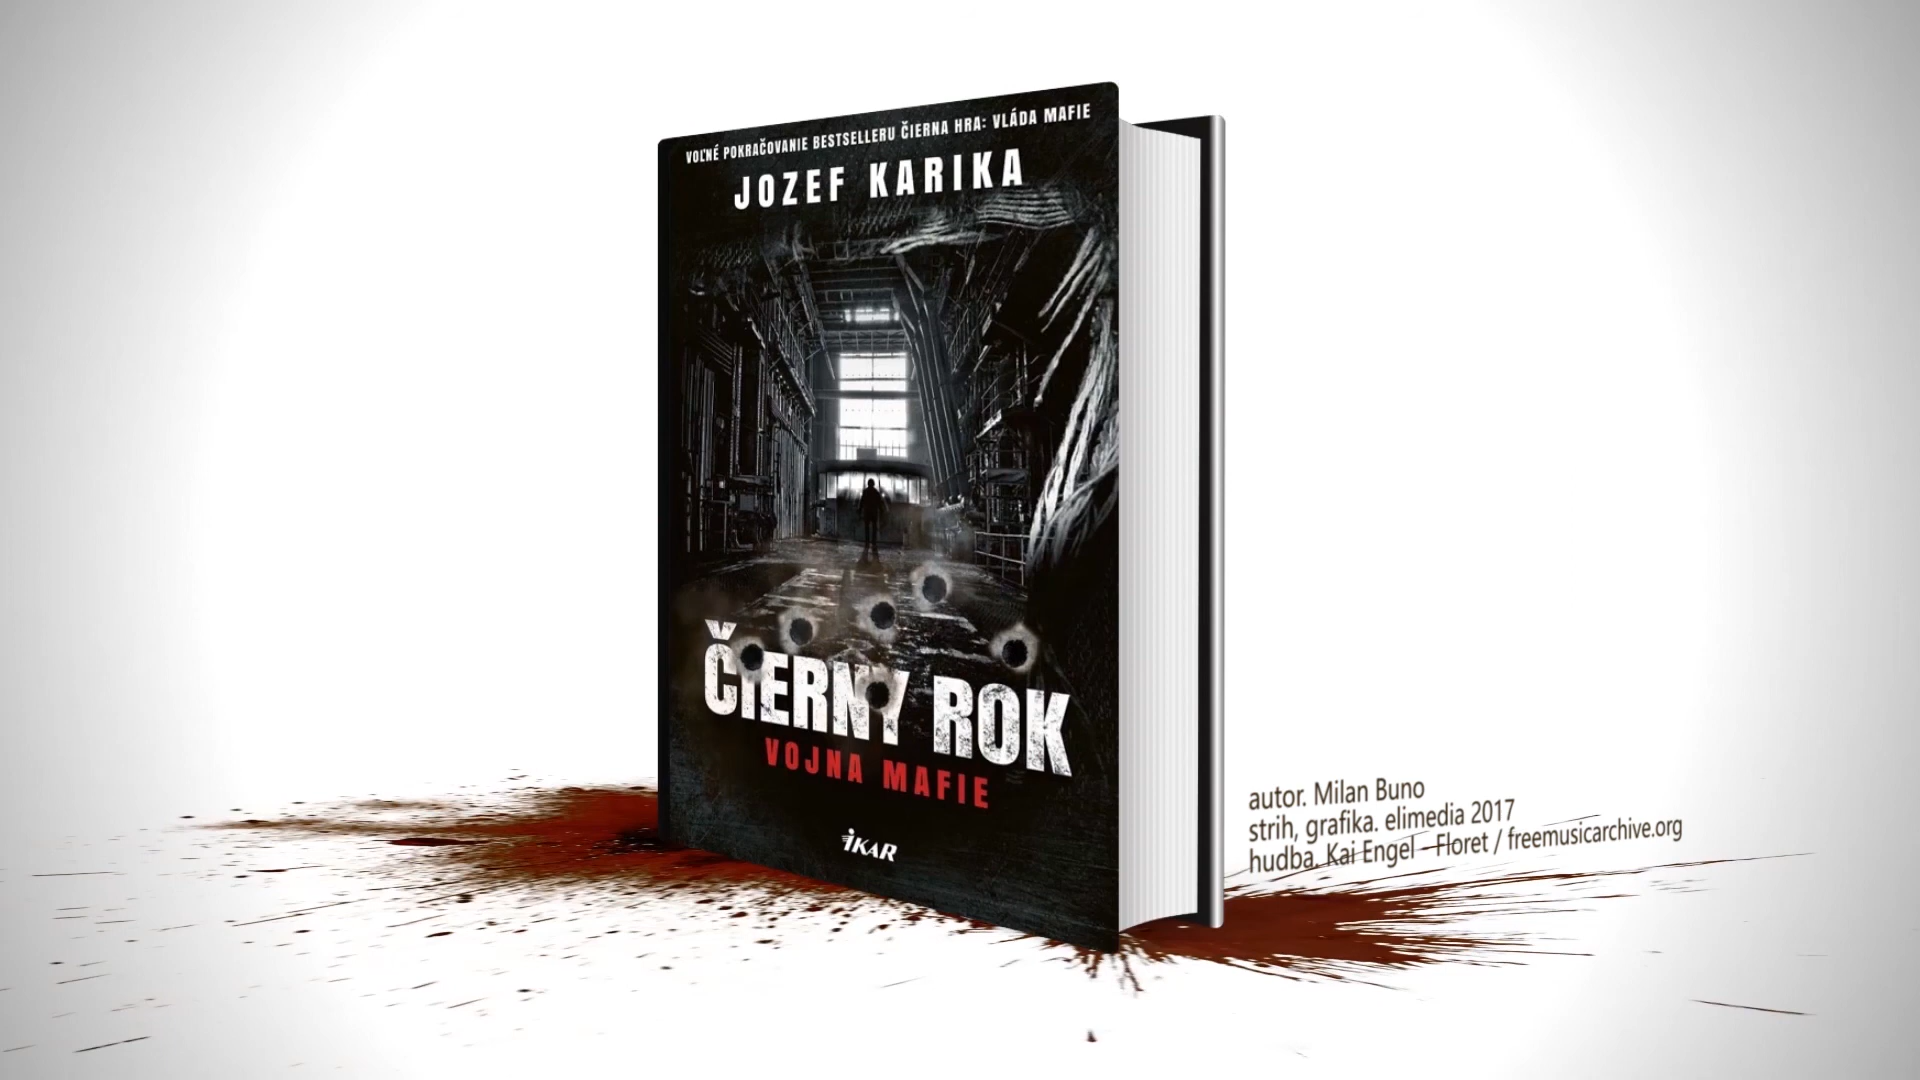 VOĽNÉ POKRAČOVANIE BESTSELLERU ČIERNA HRA: VLÁDA MAFIE
JOZEF KARIKA
ČIERNY ROK
VOJNA MAFIE
IKAR
autor. Milan Buno
strih, grafika. elimedia 2017
hudba. Kai Engel - Floret / freemusicarchive.org